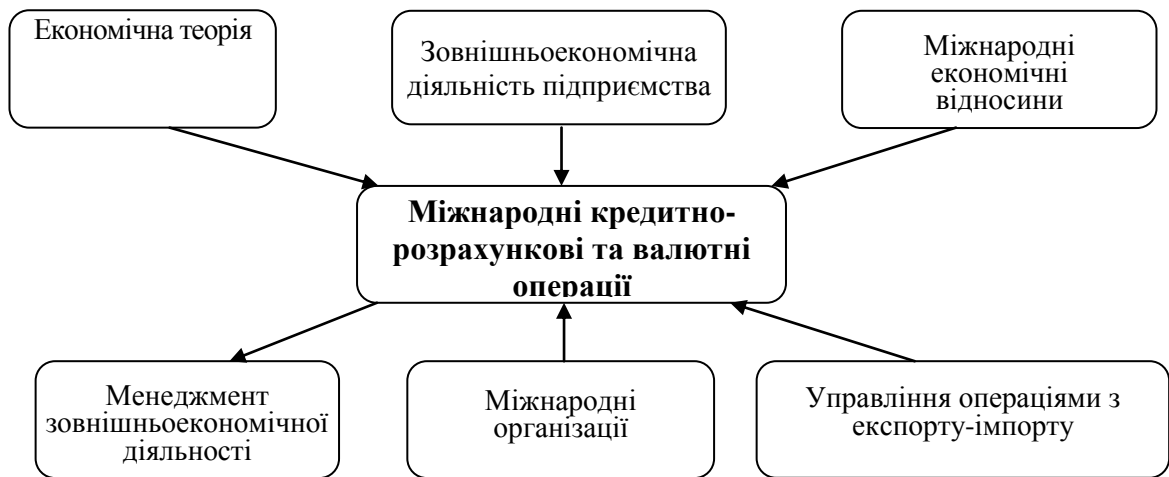 Економічна теорія
Зовнішньоекономічна
діяльність підприємства
Міжнародні
економічні
відносини
Міжнародні кредитно-
розрахункові та валютні
операції
Менеджмент
зовнішньоекономічної
діяльності
Міжнародні
організації
Управління операціями з
експорту-імпорту